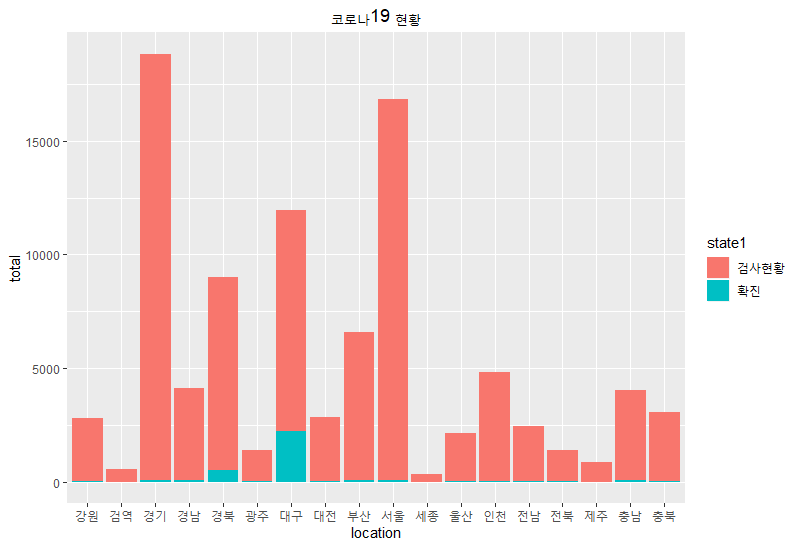 코로나19 현황
total
15000
10000
5000
0
강원 검역 경기 경남 경북 광주 대구 대전 부산 서울 세종 울산 인천 전남 전북 제주 충남 충북
location
state1
검사현황
확진